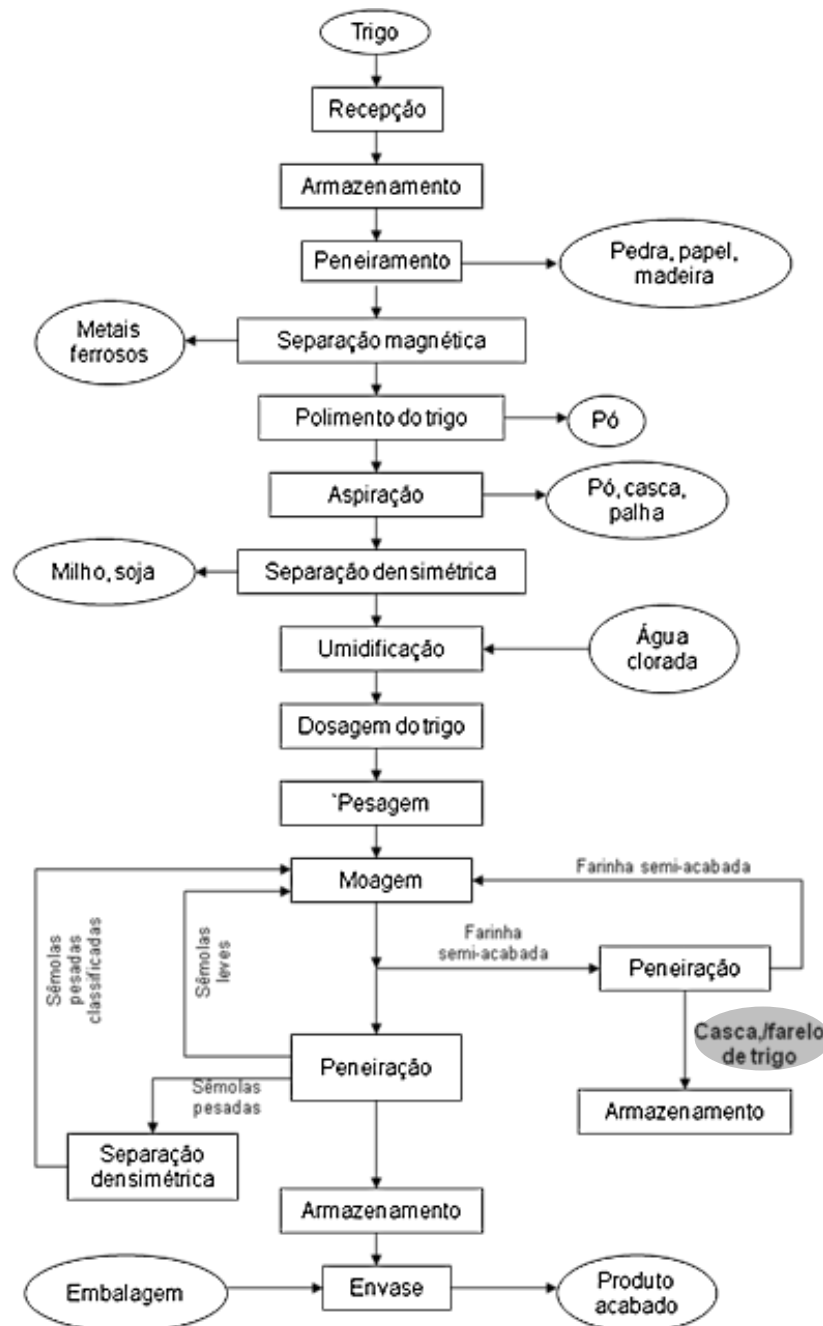 Trigo
Recepção
Armazenamento
Peneiramento
Pedra, papel,
madeira
Metais
ferrosos
Separação magnética
Polimento do trigo
Pó
Aspiração
Pó, casca,
palha
Milho, soja
Separação densimétrica
Umidificação
Água
clorada
Dosagem do trigo
`Pesagem
Moagem
Farinha semi-acabada
Sêmolas
pesadas
classificadas
Sêmolas
leves
Farinha
semi-acabada
Peneiração
Casca,/farelo
de trigo
Armazenamento
Peneiração
Sêmolas
pesadas
Separação
densimétrica
Armazenamento
Embalagem
Envase
Produto
acabado